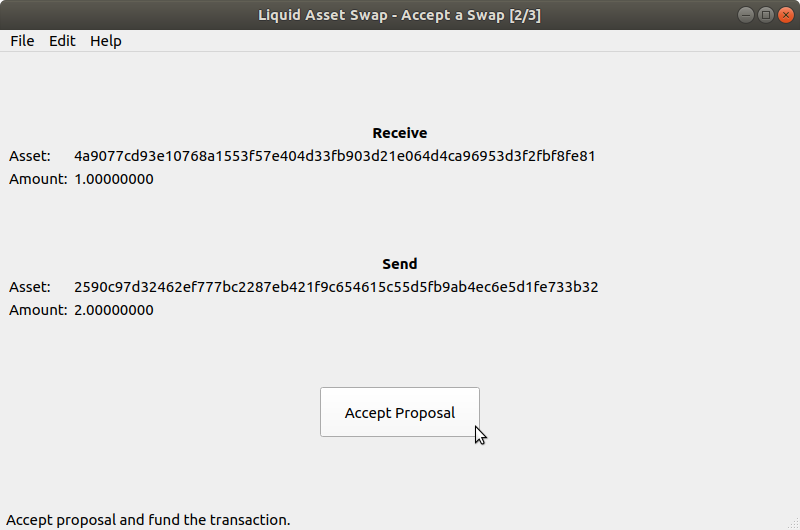 Liquid Asset Swap - Accept a Swap [2/3]
File Edit Help
Receive
Asset: 4a9077cd93e10768a1553f57e404d33fb903d21e064d4ca96953d3f2fbf8fe81
Amount: 1.00000000
Send
Asset: 2590c97d32462ef777bc2287eb421f9c654615c55d5fb9ab4ec6e5d1fe733b32
Amount: 2.00000000
Accept Proposal
Accept proposal and fund the transaction.